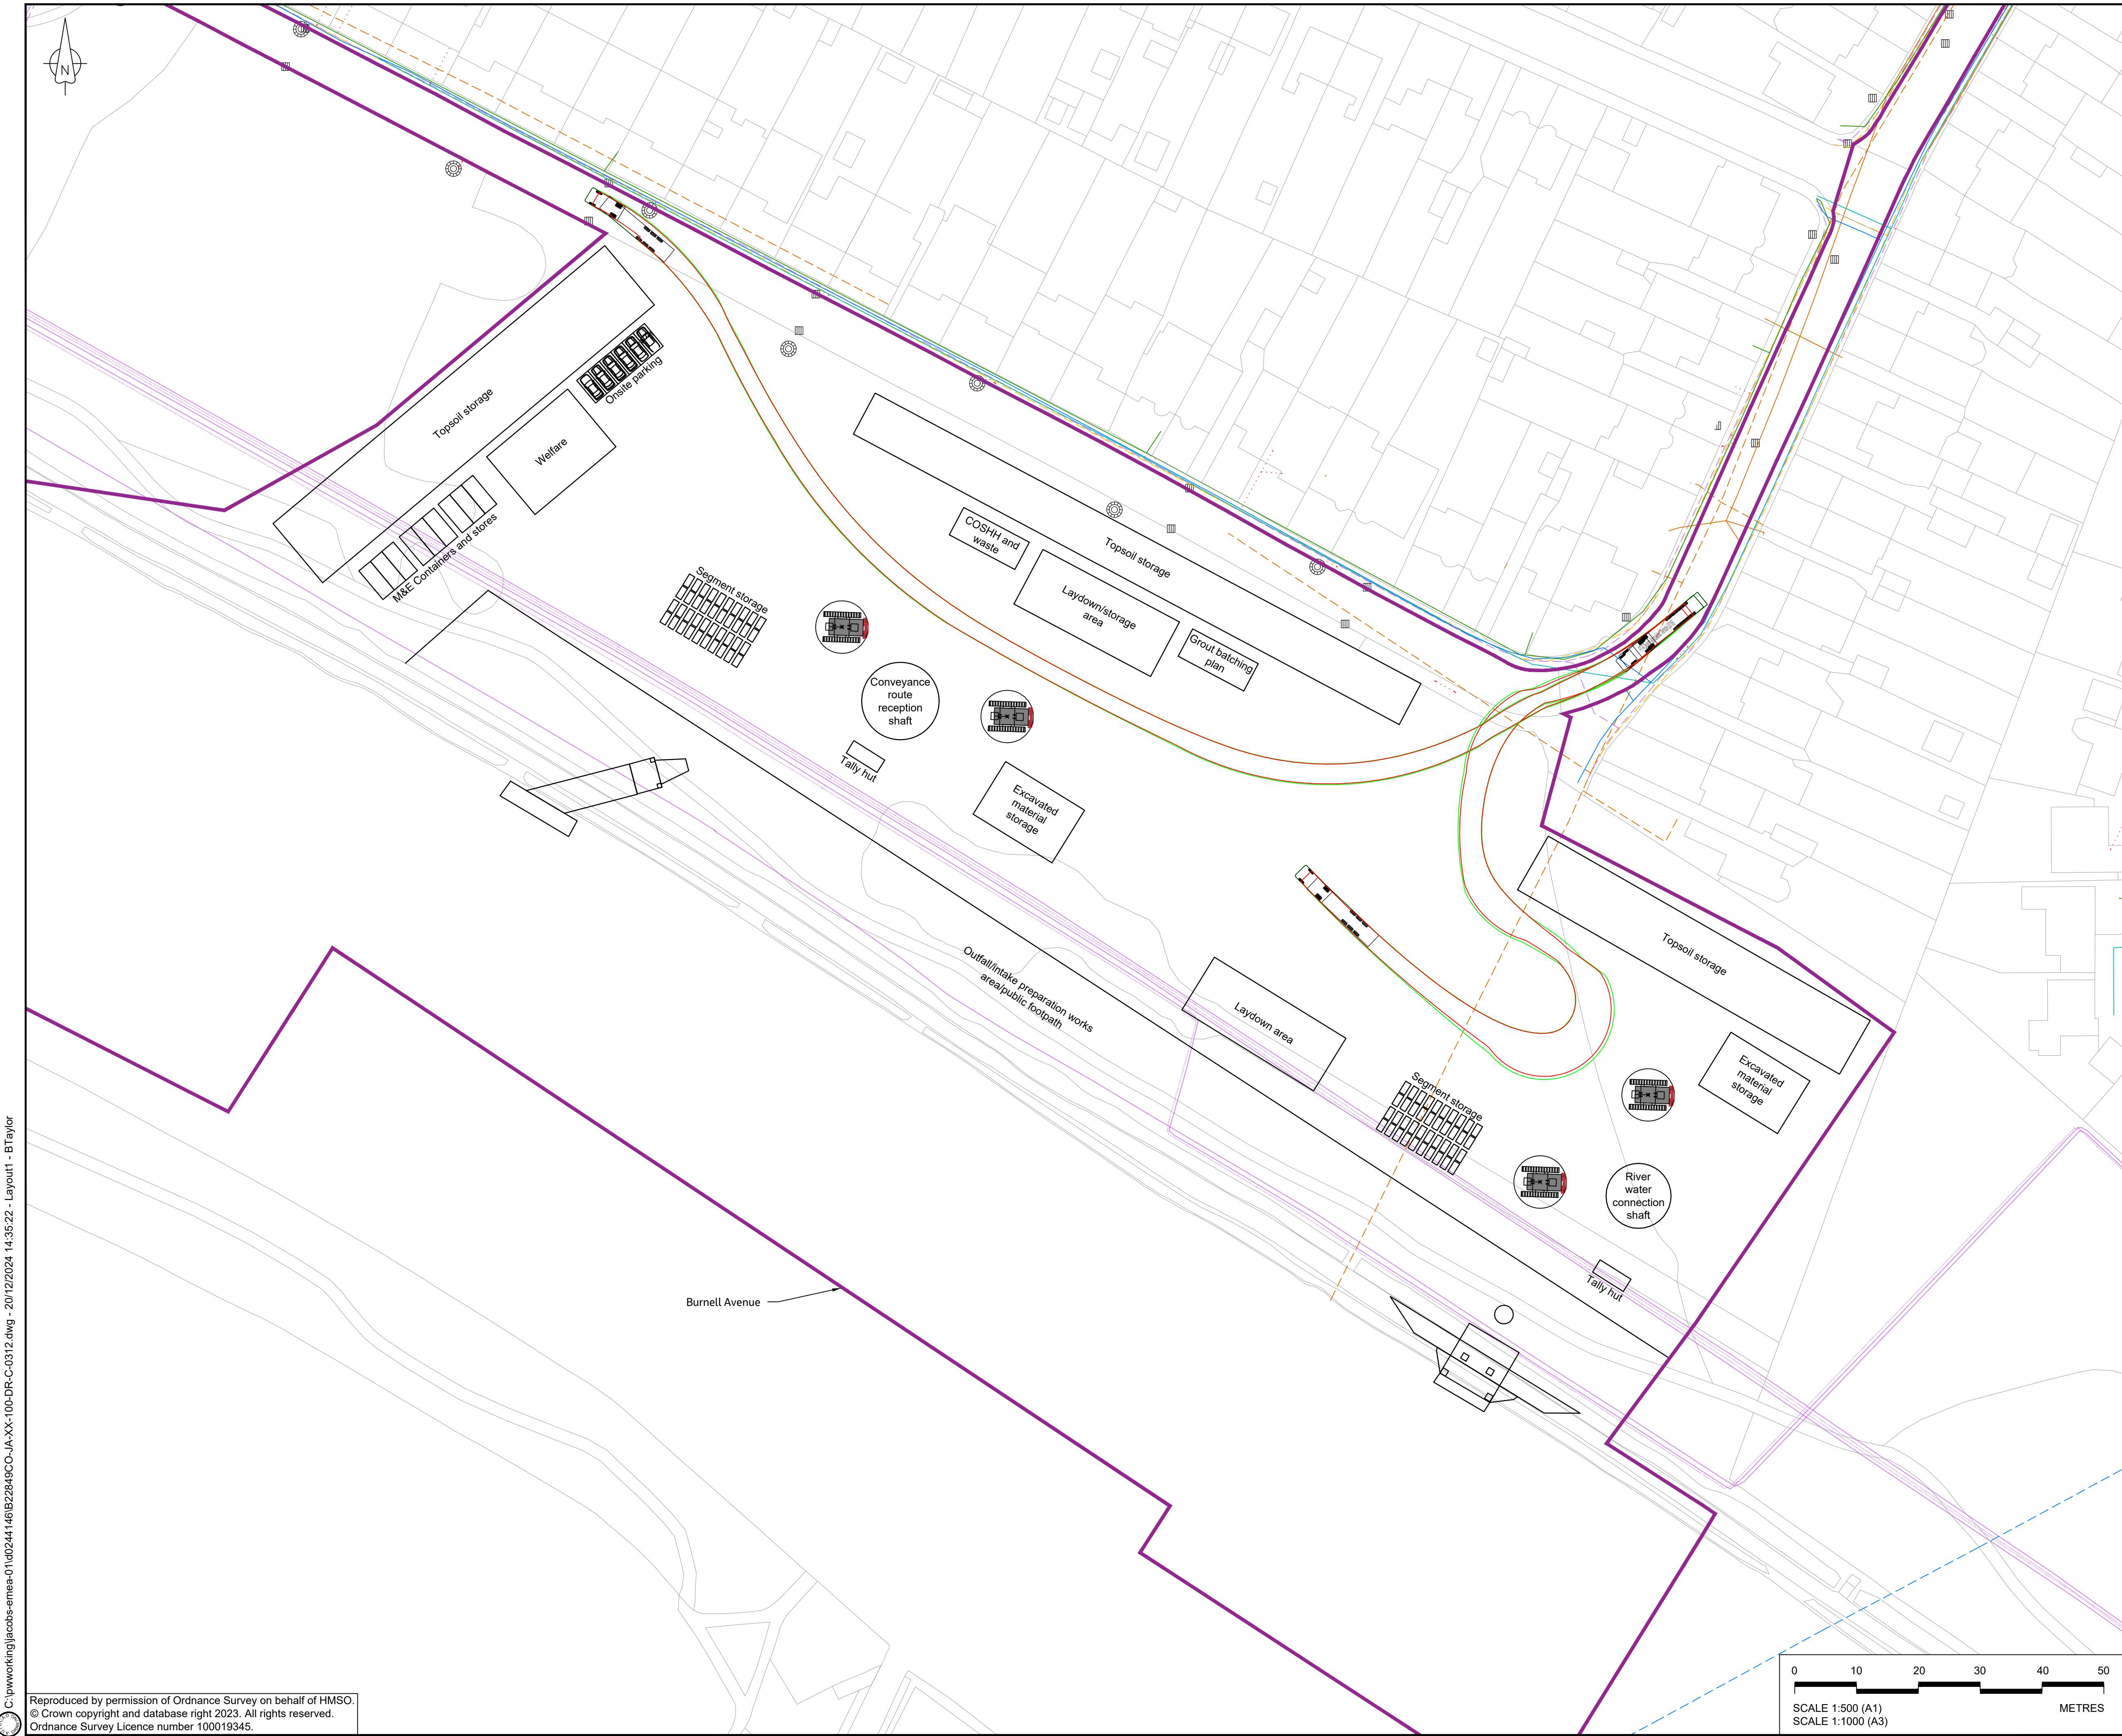 N
Topsoil storage
Onsite parking
Welfare
M&E Containers and stores
Segment storage
COSHH and
waste
Topsoil storage
Laydown/storage
area
Grout batching
plan
Conveyance
route
reception
shaft
Tally hut
Excavated
material
storage
Outfall/intake preparation works
area/public footpath
Laydown area
Topsoil storage
Segment storage
Excavated
material
storage
River
water
connection
shaft
Tally hut
Burnell Avenue
C:\pwworking\jacobs-emea-01\d0244146\B22849CO-JA-XX-100-DR-C-0312.dwg - 20/12/2024 14:35:22 - Layout1 - BTaylor
Reproduced by permission of Ordnance Survey on behalf of HMSO.
© Crown copyright and database right 2023. All rights reserved.
Ordnance Survey Licence number 100019345.
0 10 20 30 40 50
SCALE 1:500 (A1) METRES
SCALE 1:1000 (A3)